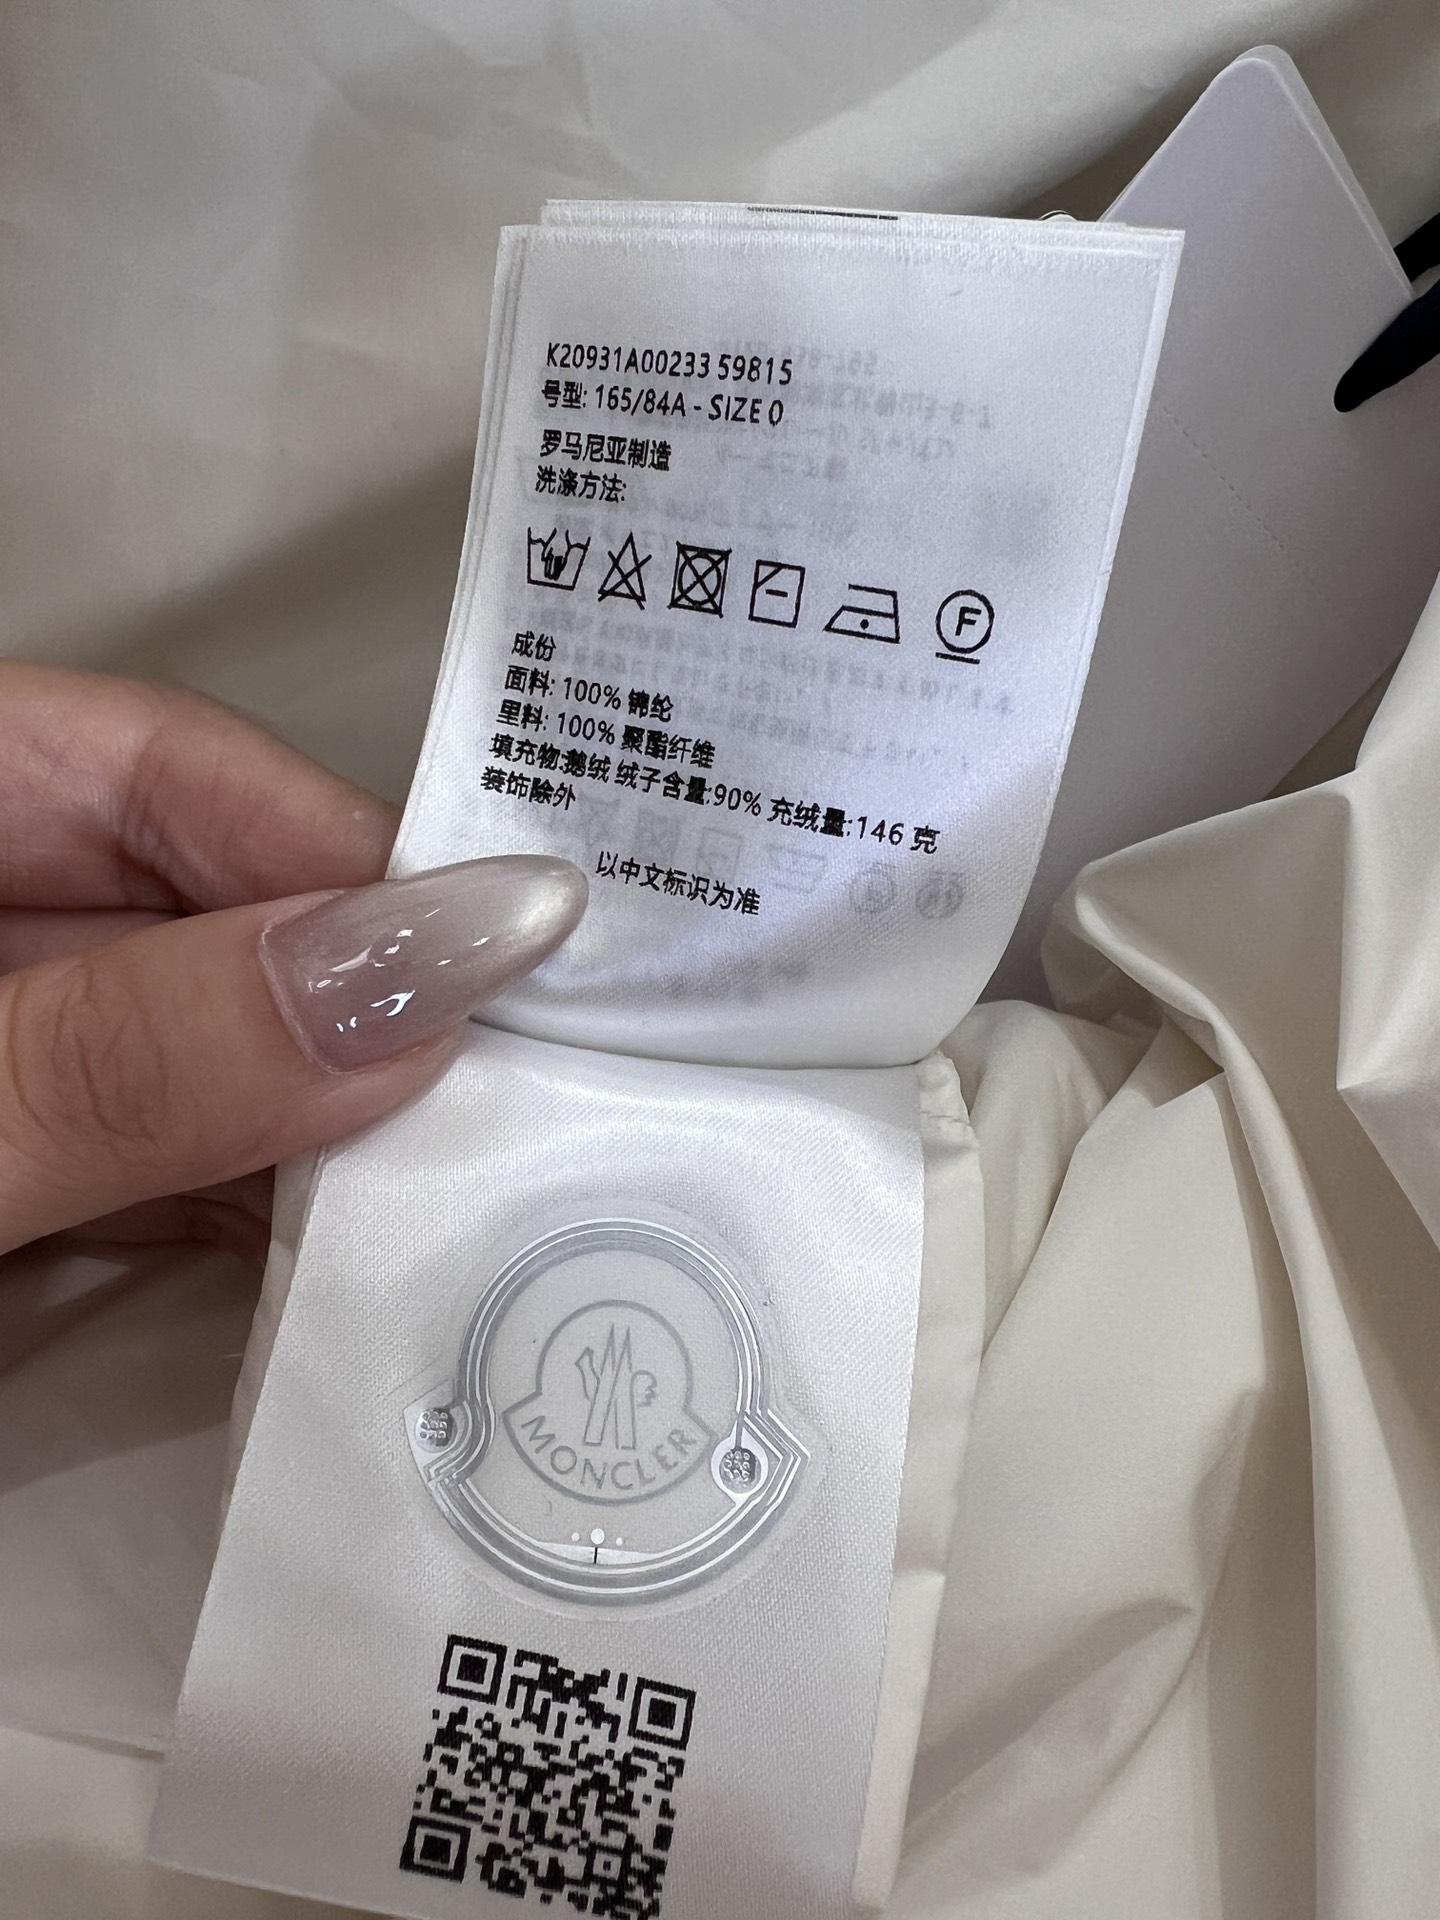 K20931A00233 59815
号型: 165/84A - SIZE 0
罗马尼亚制造
洗涤方法:
F
成份
面料: 100% 锦纶
里料: 100% 聚酯纤维
填充物:鹅绒 绒子含量:90% 充绒量:146 克
装饰除外
以中文标识为准
MONCLER